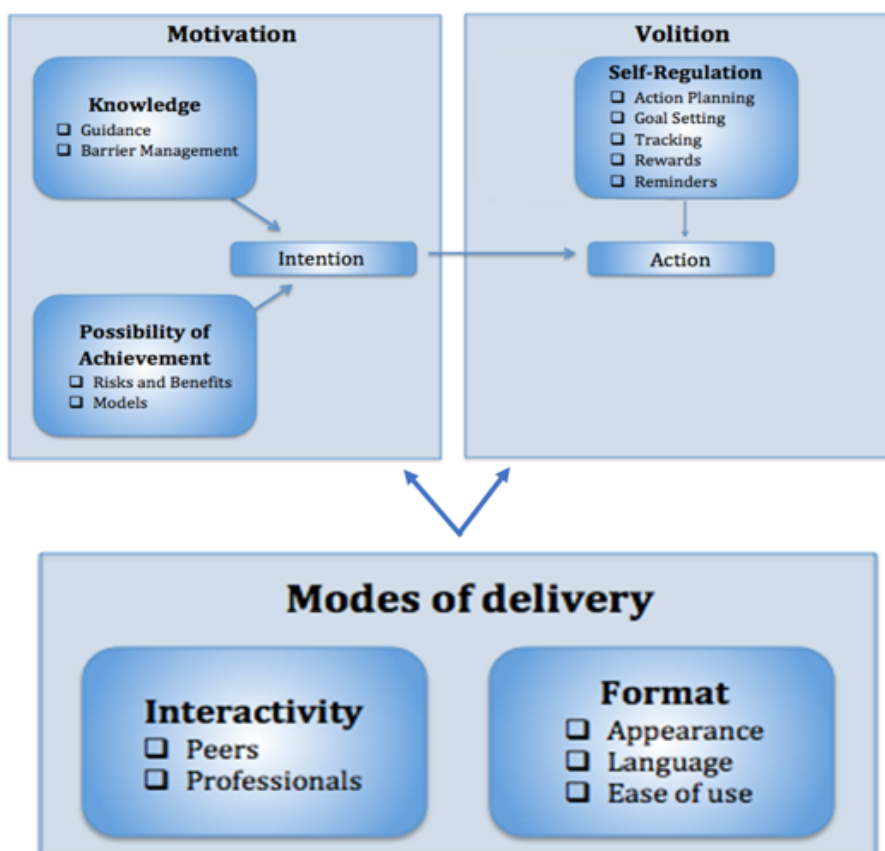 Motivation
Knowledge
❑ Guidance
❑ Barrier Management
Intention
Possibility of
Achievement
❑ Risks and Benefits
❑ Models
Volition
Self-Regulation
❑ Action Planning
❑ Goal Setting
❑ Tracking
❑ Rewards
❑ Reminders
Action
Modes of delivery
Interactivity
❑ Peers
❑ Professionals
Format
❑ Appearance
❑ Language
❑ Ease of use